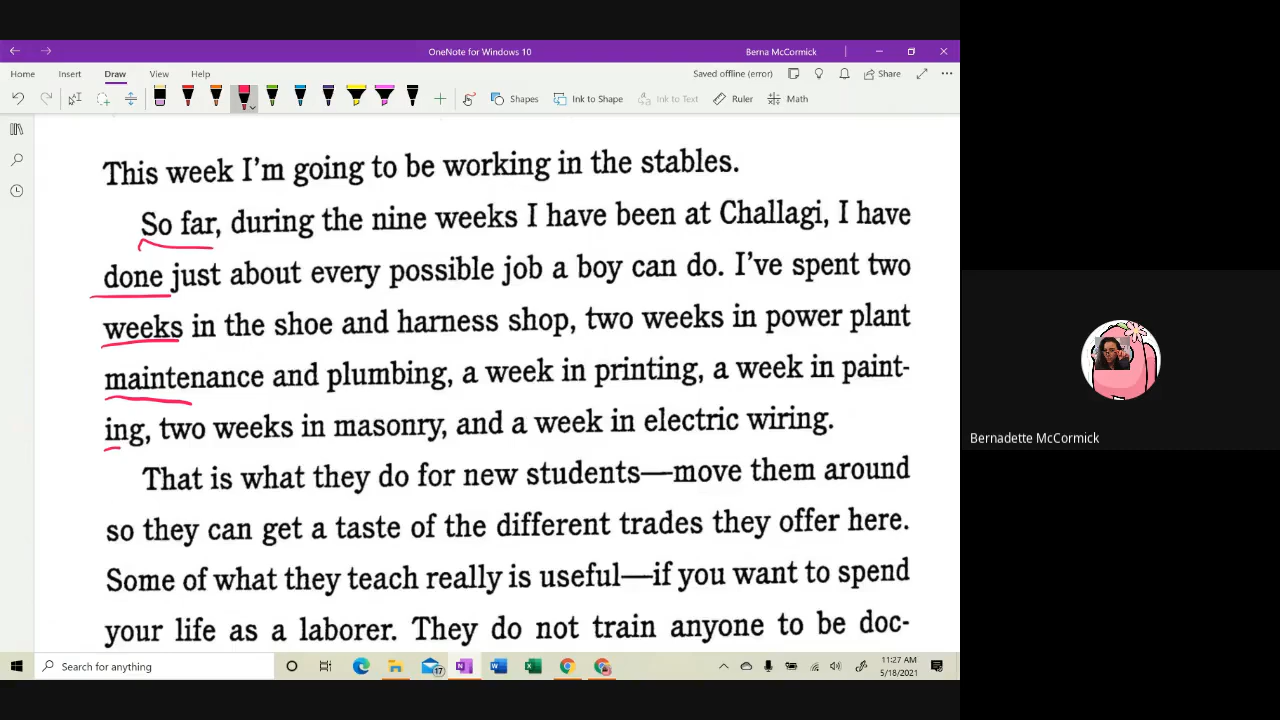 OneNote for Windows 10
Berna McCormick
Home Insert Draw View Help
Saved offline (error)
Share
Shapes
Ink to Shape
Ink to Text
Ruler
Math
This week I'm going to be working in the stables.
So far, during the nine weeks I have been at Challagi, I have
done just about every possible job a boy can do. I've spent two
weeks in the shoe and harness shop, two weeks in power plant
maintenance and plumbing, a week in printing, a week in paint-
ing, two weeks in masonry, and a week in electric wiring.
That is what they do for new students—move them around
so they can get a taste of the different trades they offer here.
Some of what they teach really is useful—if you want to spend
your life as a laborer. They do not train anyone to be doc-
Bernadette McCormick
Search for anything
17
11:27 AM
5/18/2021